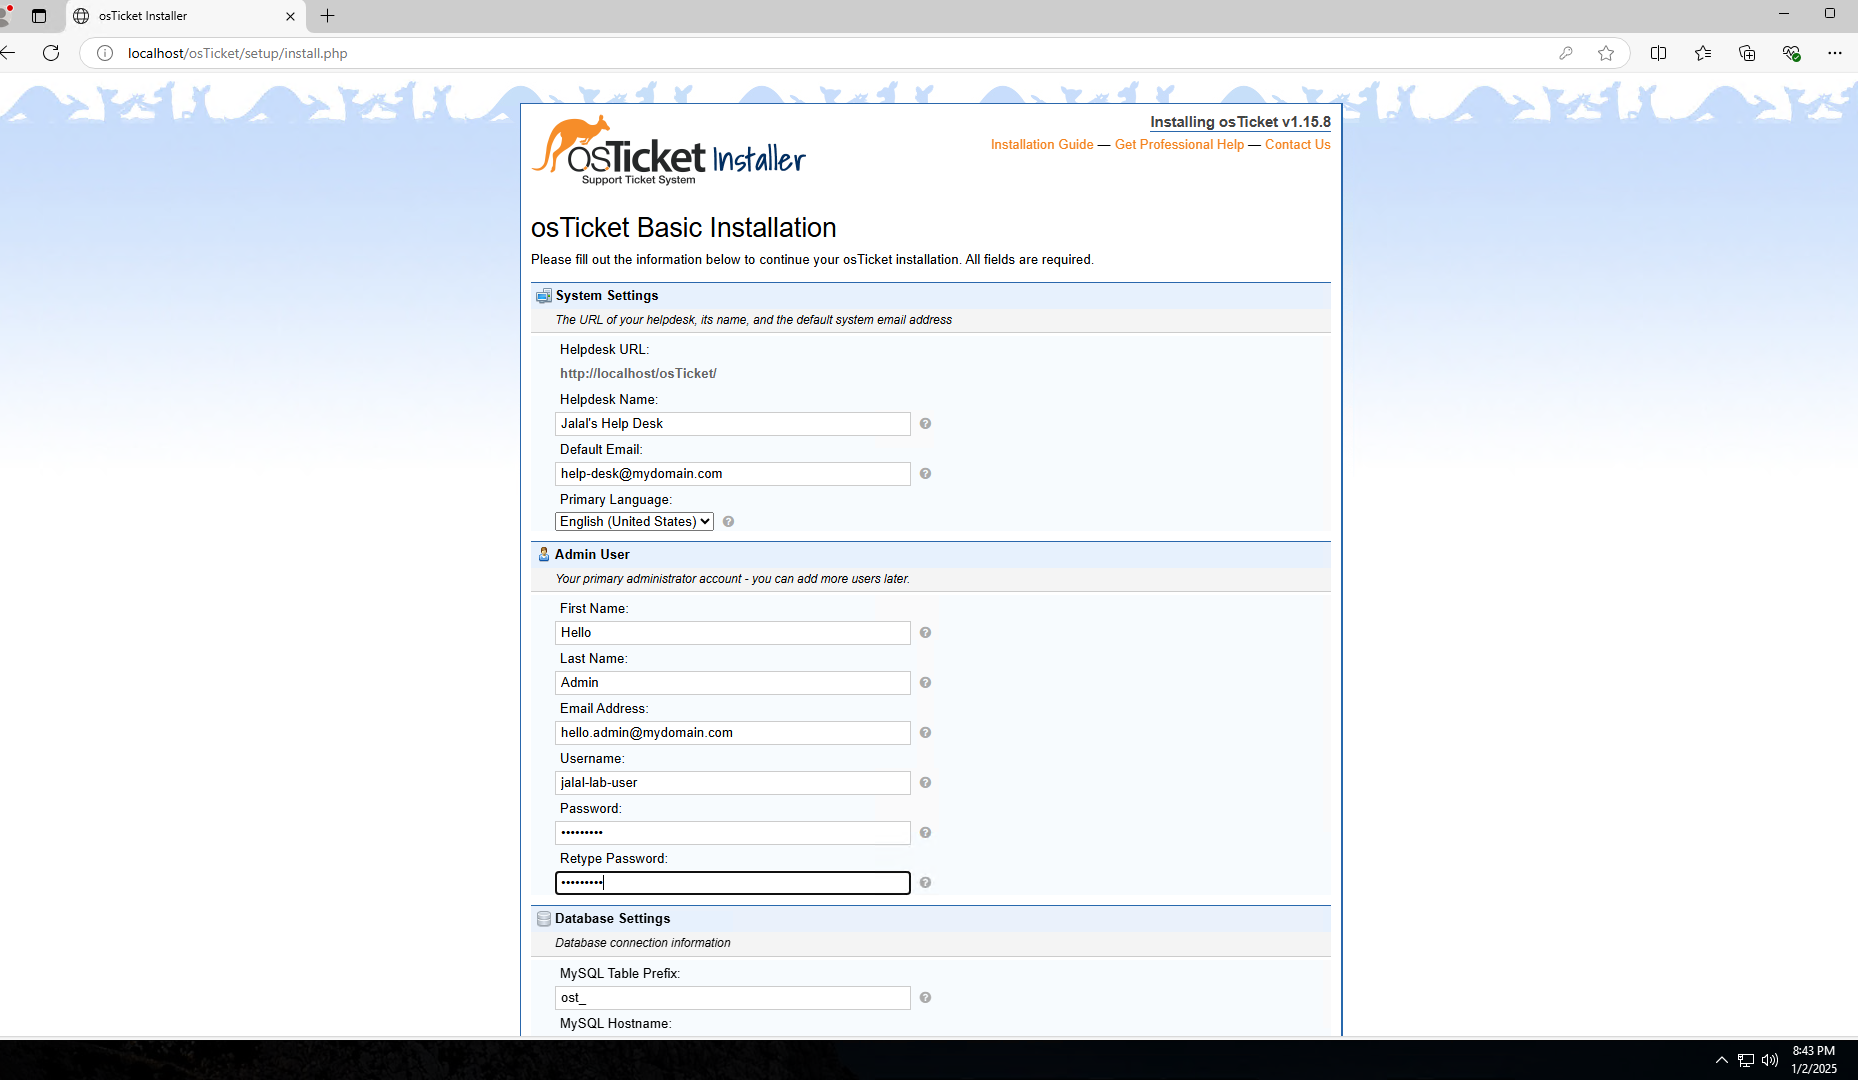 osTicket Installer
localhost/osTicket/setup/install.php
osTicket Installer
Support Ticket System
Installing osTicket v1.15.8
Installation Guide — Get Professional Help — Contact Us
osTicket Basic Installation
Please fill out the information below to continue your osTicket installation. All fields are required.
System Settings
The URL of your helpdesk, its name, and the default system email address
Helpdesk URL:
http://localhost/osTicket/
Helpdesk Name:
Jalal's Help Desk
Default Email:
help-desk@mydomain.com
Primary Language:
English (United States)
Admin User
Your primary administrator account - you can add more users later.
First Name:
Hello
Last Name:
Admin
Email Address:
hello.admin@mydomain.com
Username:
jalal-lab-user
Password:
•••••••••
Retype Password:
•••••••••
Database Settings
Database connection information
MySQL Table Prefix:
ost_
MySQL Hostname:
8:43 PM
1/2/2025